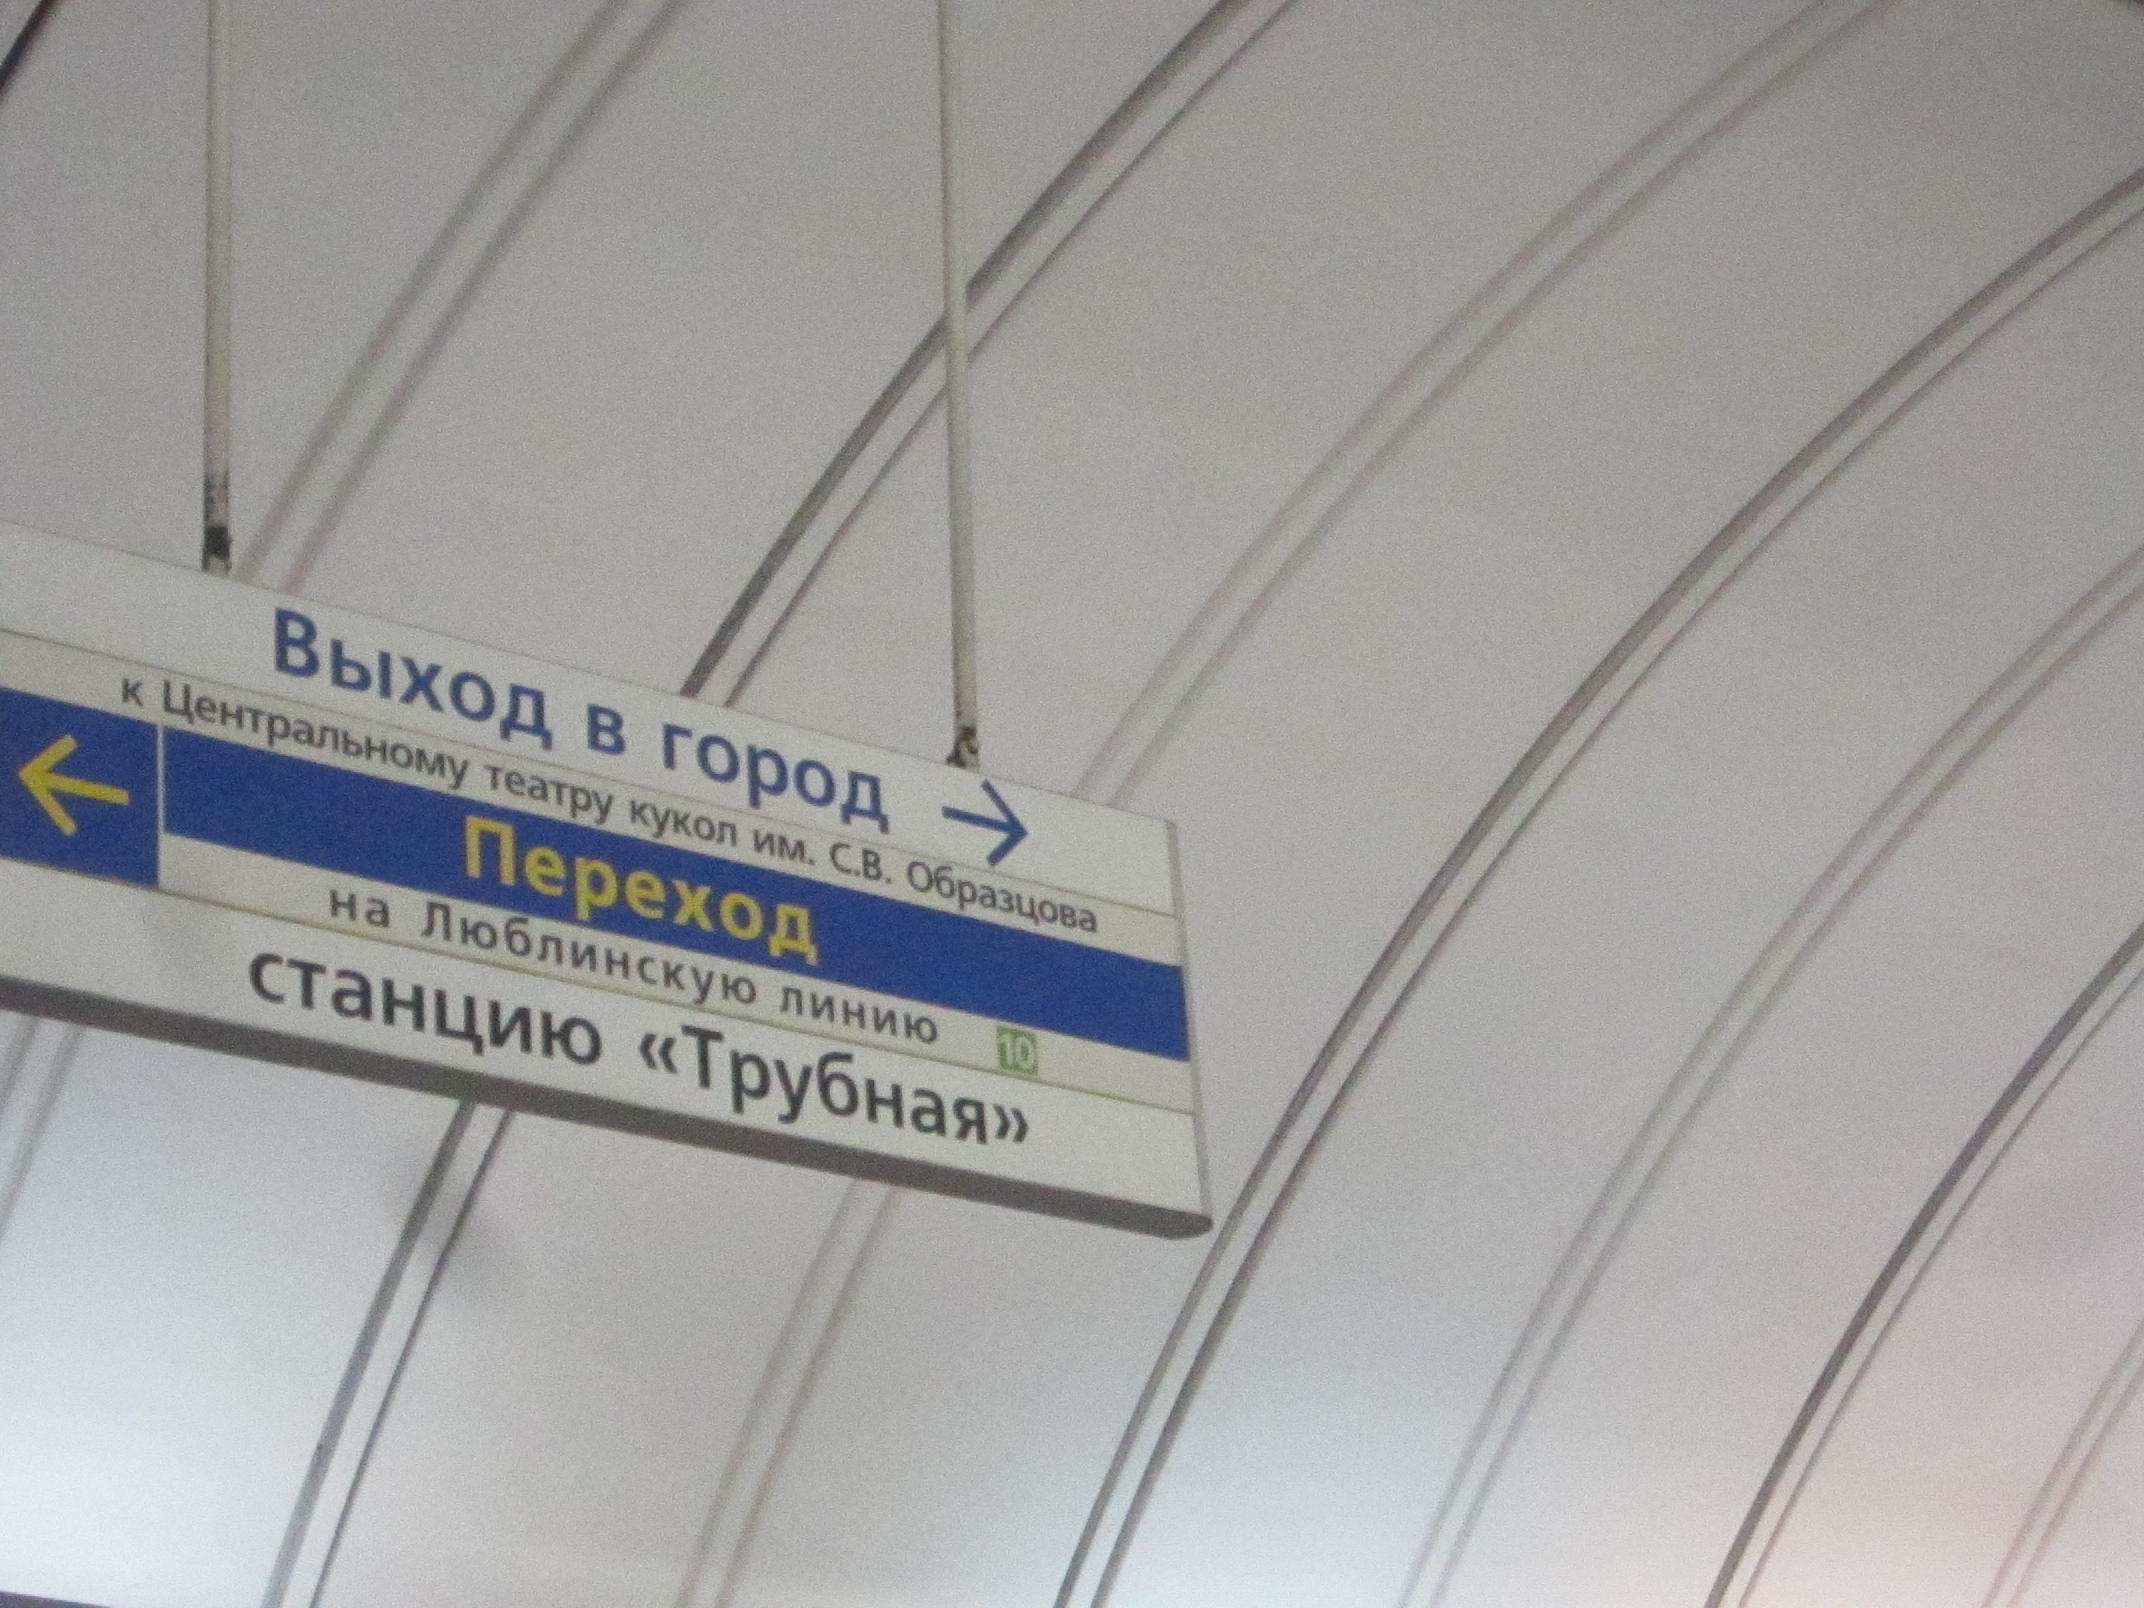 Выход в город →
к Центральному театру кукол им. С.В. Образцова
← Переход
на Люблинскую линию 10
станцию «Трубная»